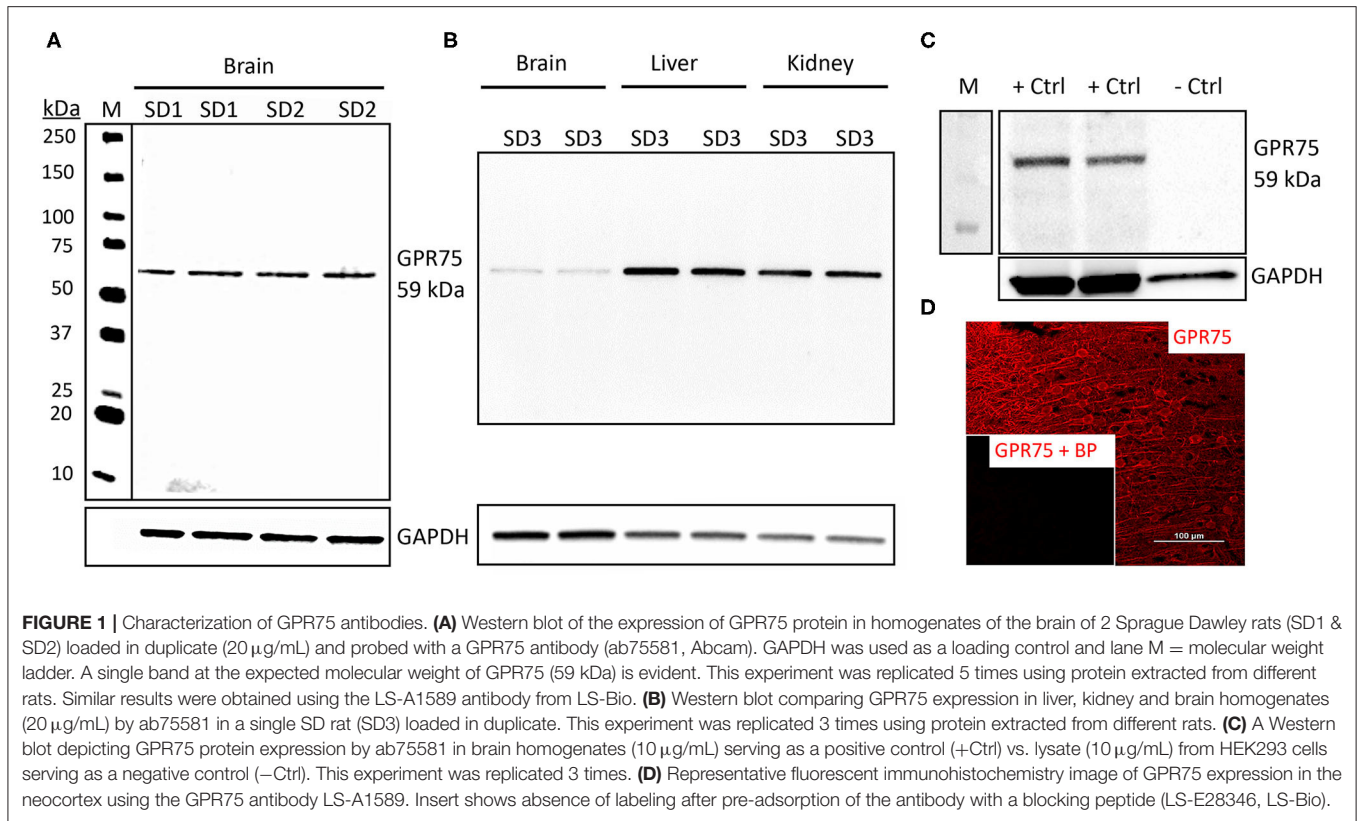 A
Brain
kDa M SD1 SD1 SD2 SD2
250
150
100
75
50
37
25
20
10
GPR75
59 kDa
GAPDH
B
Brain Liver Kidney
SD3 SD3 SD3 SD3 SD3 SD3
C
M + Ctrl + Ctrl - Ctrl
GPR75
59 kDa
GAPDH
D
GPR75
GPR75 + BP
100 µm
FIGURE 1 | Characterization of GPR75 antibodies. (A) Western blot of the expression of GPR75 protein in homogenates of the brain of 2 Sprague Dawley rats (SD1 &
SD2) loaded in duplicate (20 µg/mL) and probed with a GPR75 antibody (ab75581, Abcam). GAPDH was used as a loading control and lane M = molecular weight
ladder. A single band at the expected molecular weight of GPR75 (59 kDa) is evident. This experiment was replicated 5 times using protein extracted from different
rats. Similar results were obtained using the LS-A1589 antibody from LS-Bio. (B) Western blot comparing GPR75 expression in liver, kidney and brain homogenates
(20 µg/mL) by ab75581 in a single SD rat (SD3) loaded in duplicate. This experiment was replicated 3 times using protein extracted from different rats. (C) A Western
blot depicting GPR75 protein expression by ab75581 in brain homogenates (10 µg/mL) serving as a positive control (+Ctrl) vs. lysate (10 µg/mL) from HEK293 cells
serving as a negative control (−Ctrl). This experiment was replicated 3 times. (D) Representative fluorescent immunohistochemistry image of GPR75 expression in the
neocortex using the GPR75 antibody LS-A1589. Insert shows absence of labeling after pre-adsorption of the antibody with a blocking peptide (LS-E28346, LS-Bio).